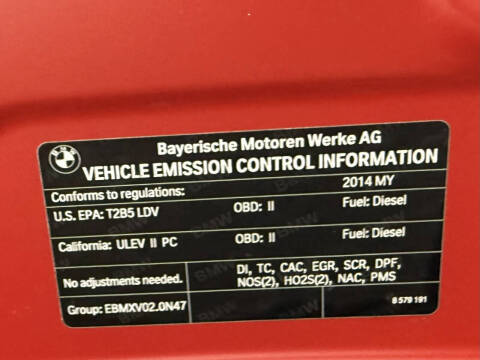 BMW
Bayerische Motoren Werke AG
VEHICLE EMISSION CONTROL INFORMATION
Conforms to regulations: 2014 MY
U.S. EPA: T2B5 LDV OBD: II Fuel: Diesel
California: ULEV II PC OBD: II Fuel: Diesel
No adjustments needed. DI, TC, CAC, EGR, SCR, DPF,
NOS(2), HO2S(2), NAC, PMS
Group: EBMXV02.0N47 8 579 191